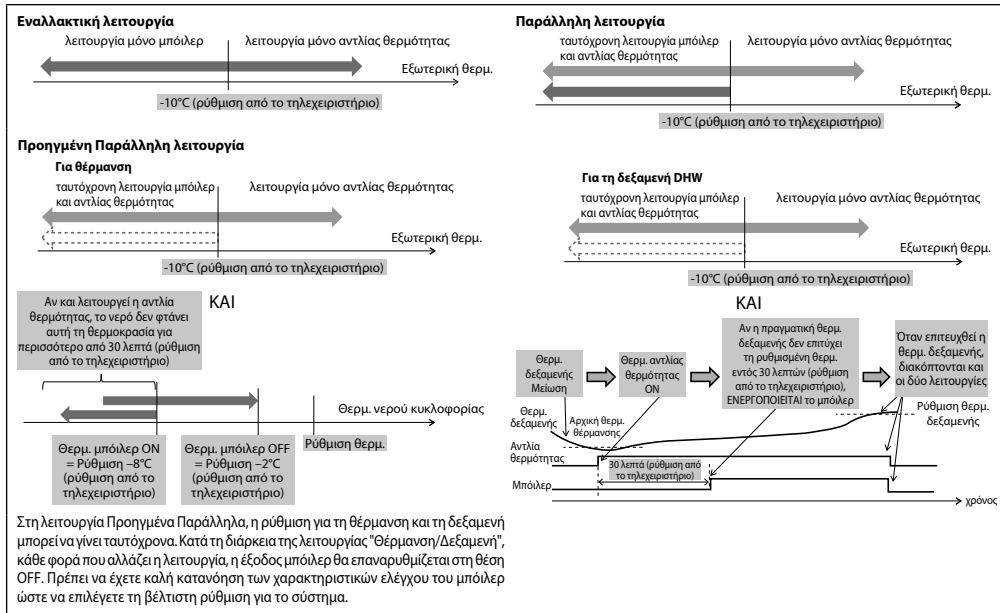 Εναλλακτική λειτουργία
λειτουργία μόνο μπόιλερ
λειτουργία μόνο αντλίας θερμότητας
Εξωτερική θερμ.
-10°C (ρύθμιση από το τηλεχειριστήριο)
Παράλληλη λειτουργία
ταυτόχρονη λειτουργία μπόιλερ
και αντλίας θερμότητας
λειτουργία μόνο αντλίας θερμότητας
Εξωτερική θερμ.
-10°C (ρύθμιση από το τηλεχειριστήριο)
Προηγμένη Παράλληλη λειτουργία
Για θέρμανση
ταυτόχρονη λειτουργία μπόιλερ
και αντλίας θερμότητας
λειτουργία μόνο αντλίας θερμότητας
Εξωτερική θερμ.
-10°C (ρύθμιση από το τηλεχειριστήριο)
ΚΑΙ
Αν και λειτουργεί η αντλία
θερμότητας, το νερό δεν φτάνει
αυτή τη θερμοκρασία για
περισσότερο από 30 λεπτά (ρύθμιση
από το τηλεχειριστήριο)
Θερμ. νερού κυκλοφορίας
Θερμ. μπόιλερ ON
= Ρύθμιση –8°C
(ρύθμιση από το
τηλεχειριστήριο)
Θερμ. μπόιλερ OFF
= Ρύθμιση –2°C
(ρύθμιση από το
τηλεχειριστήριο)
Ρύθμιση θερμ.
Για τη δεξαμενή DHW
ταυτόχρονη λειτουργία μπόιλερ
και αντλίας θερμότητας
λειτουργία μόνο αντλίας θερμότητας
Εξωτερική θερμ.
-10°C (ρύθμιση από το τηλεχειριστήριο)
ΚΑΙ
Θερμ.
δεξαμενής
Μείωση
Θερμ. αντλίας
θερμότητας
ON
Αν η πραγματική θερμ.
δεξαμενής δεν επιτύχει
τη ρυθμισμένη θερμ.
εντός 30 λεπτών (ρύθμιση
από το τηλεχειριστήριο),
ΕΝΕΡΓΟΠΟΙΕΙΤΑΙ το μπόιλερ
Όταν επιτευχθεί η
θερμ. δεξαμενής,
διακόπτονται και
οι δύο λειτουργίες
Θερμ.
δεξαμενής
Αρχική θερμ.
θέρμανσης
Ρύθμιση θερμ.
δεξαμενής
Αντλία
θερμότητας
30 λεπτά (ρύθμιση από
το τηλεχειριστήριο)
Μπόιλερ
χρόνος
Στη λειτουργία Προηγμένα Παράλληλα, η ρύθμιση για τη θέρμανση και τη δεξαμενή
μπορεί να γίνει ταυτόχρονα. Κατά τη διάρκεια της λειτουργίας "Θέρμανση/Δεξαμενή",
κάθε φορά που αλλάζει η λειτουργία, η έξοδος μπόιλερ θα επαναρυθμίζεται στη θέση
OFF. Πρέπει να έχετε καλή κατανόηση των χαρακτηριστικών ελέγχου του μπόιλερ
ώστε να επιλέγετε τη βέλτιστη ρύθμιση για το σύστημα.